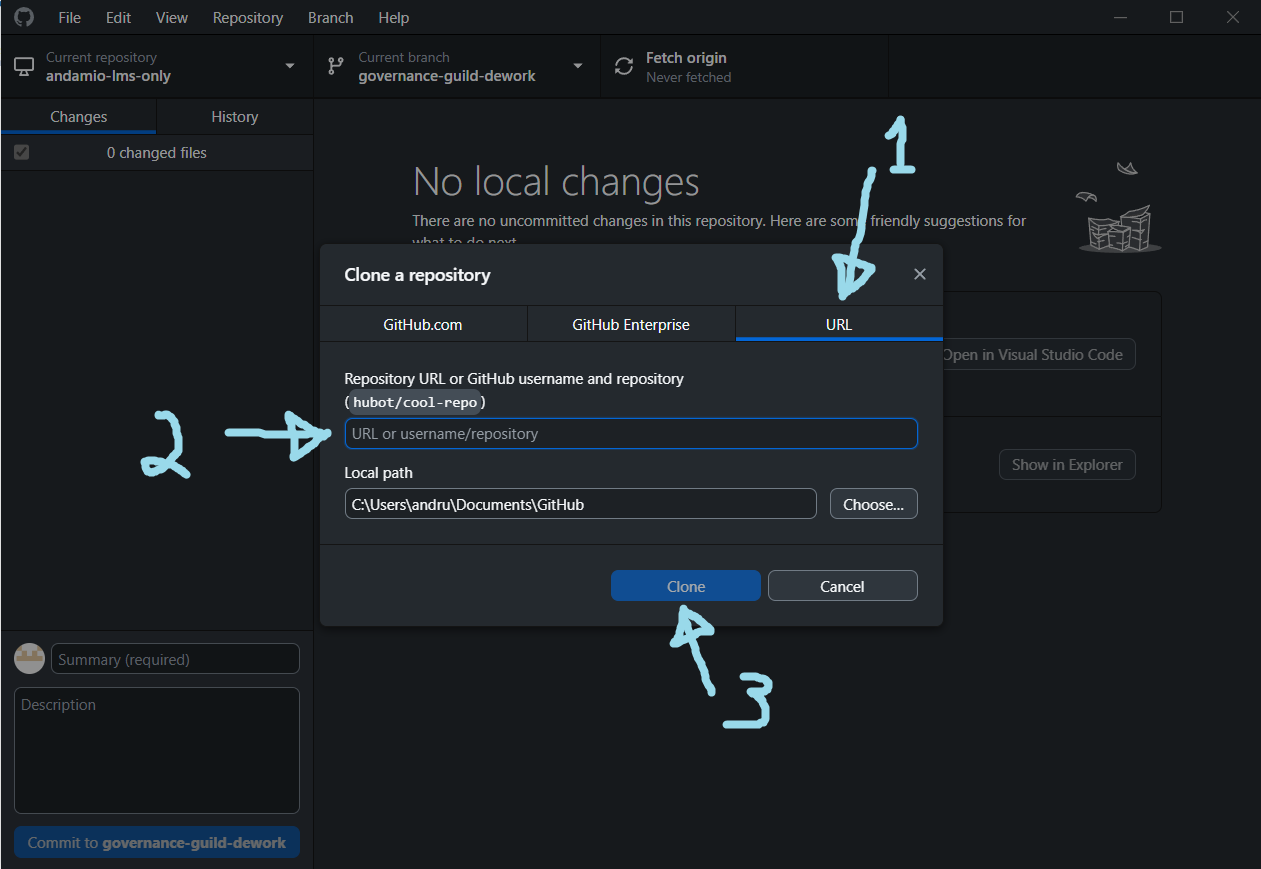 File Edit View Repository Branch Help
Current repository
andamio-lms-only
Current branch
governance-guild-dework
Fetch origin
Never fetched
Changes History
0 changed files
1
No local changes
There are no uncommitted changes in this repository. Here are some friendly suggestions for
what to do next
Clone a repository
GitHub.com GitHub Enterprise URL
Open in Visual Studio Code
Repository URL or GitHub username and repository
(hubot/cool-repo)
2
URL or username/repository
Show in Explorer
Local path
C:\Users\andru\Documents\GitHub
Choose...
Clone Cancel
3
Summary (required)
Description
Commit to governance-guild-dework